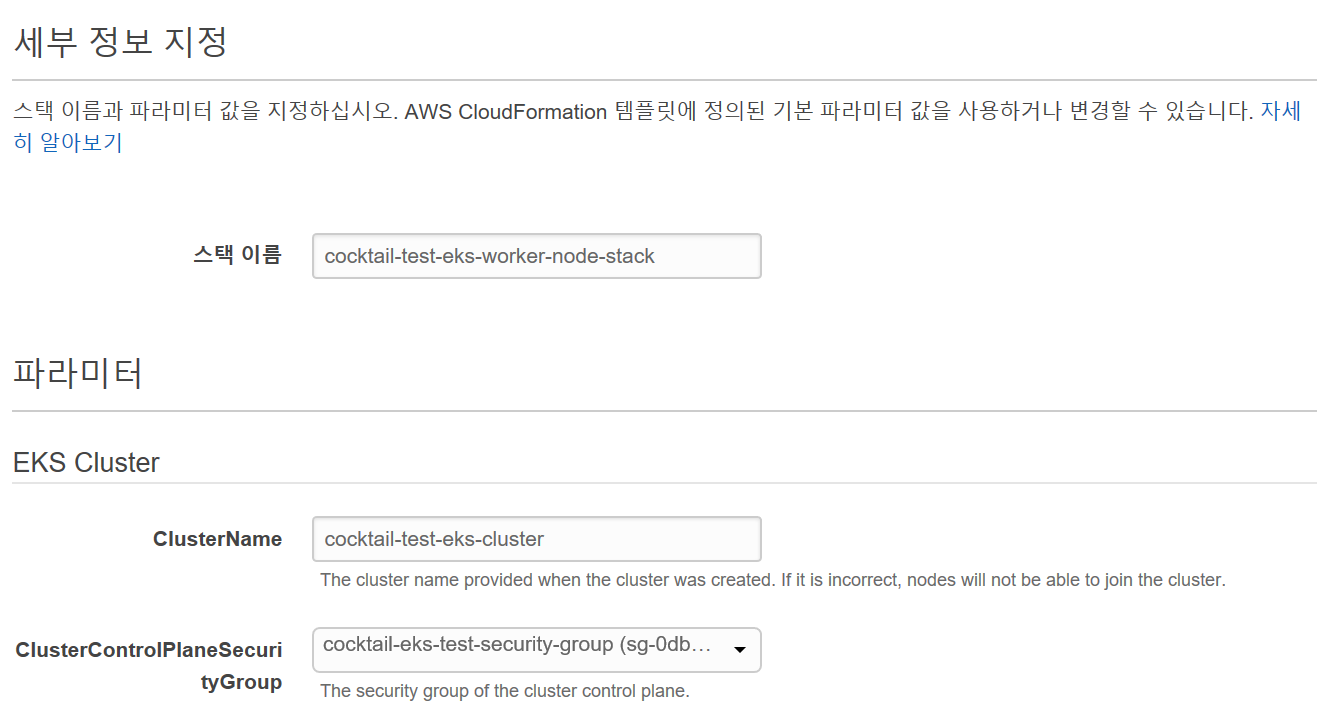 세부 정보 지정
스택 이름과 파라미터 값을 지정하십시오. AWS CloudFormation 템플릿에 정의된 기본 파라미터 값을 사용하거나 변경할 수 있습니다. 자세
히 알아보기
스택 이름 cocktail-test-eks-worker-node-stack
파라미터
EKS Cluster
ClusterName cocktail-test-eks-cluster
The cluster name provided when the cluster was created. If it is incorrect, nodes will not be able to join the cluster.
ClusterControlPlaneSecuri cocktail-eks-test-security-group (sg-0db…
tyGroup
The security group of the cluster control plane.